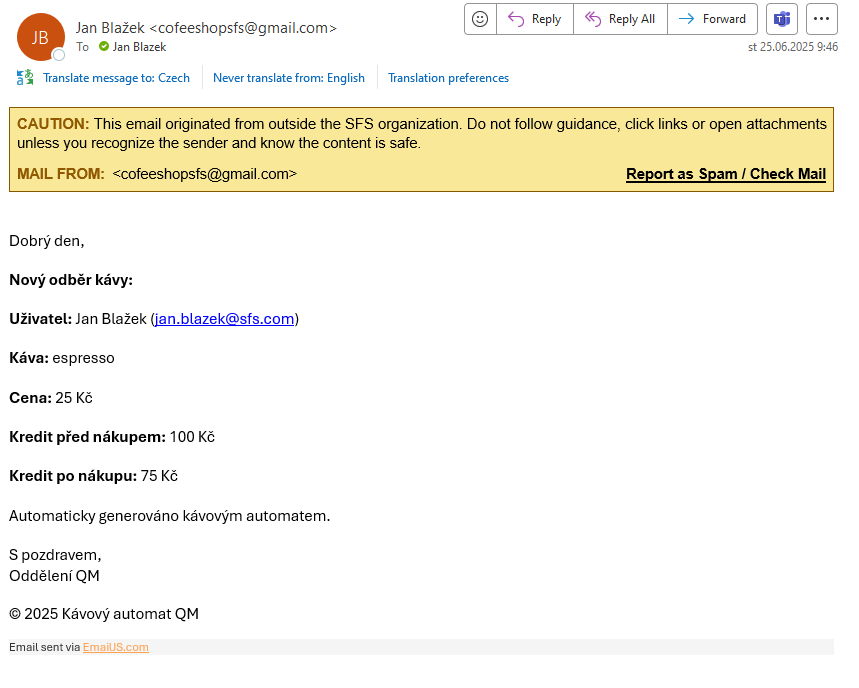 JB
Jan Blažek <cofeeshopsfs@gmail.com>
To Jan Blazek
Reply
Reply All
Forward
st 25.06.2025 9:46
Translate message to: Czech
Never translate from: English
Translation preferences
CAUTION: This email originated from outside the SFS organization. Do not follow guidance, click links or open attachments
unless you recognize the sender and know the content is safe.
MAIL FROM: <cofeeshopsfs@gmail.com>
Report as Spam / Check Mail
Dobrý den,
Nový odběr kávy:
Uživatel: Jan Blažek (jan.blazek@sfs.com)
Káva: espresso
Cena: 25 Kč
Kredit před nákupem: 100 Kč
Kredit po nákupu: 75 Kč
Automaticky generováno kávovým automatem.
S pozdravem,
Oddělení QM
© 2025 Kávový automat QM
Email sent via EmailJS.com